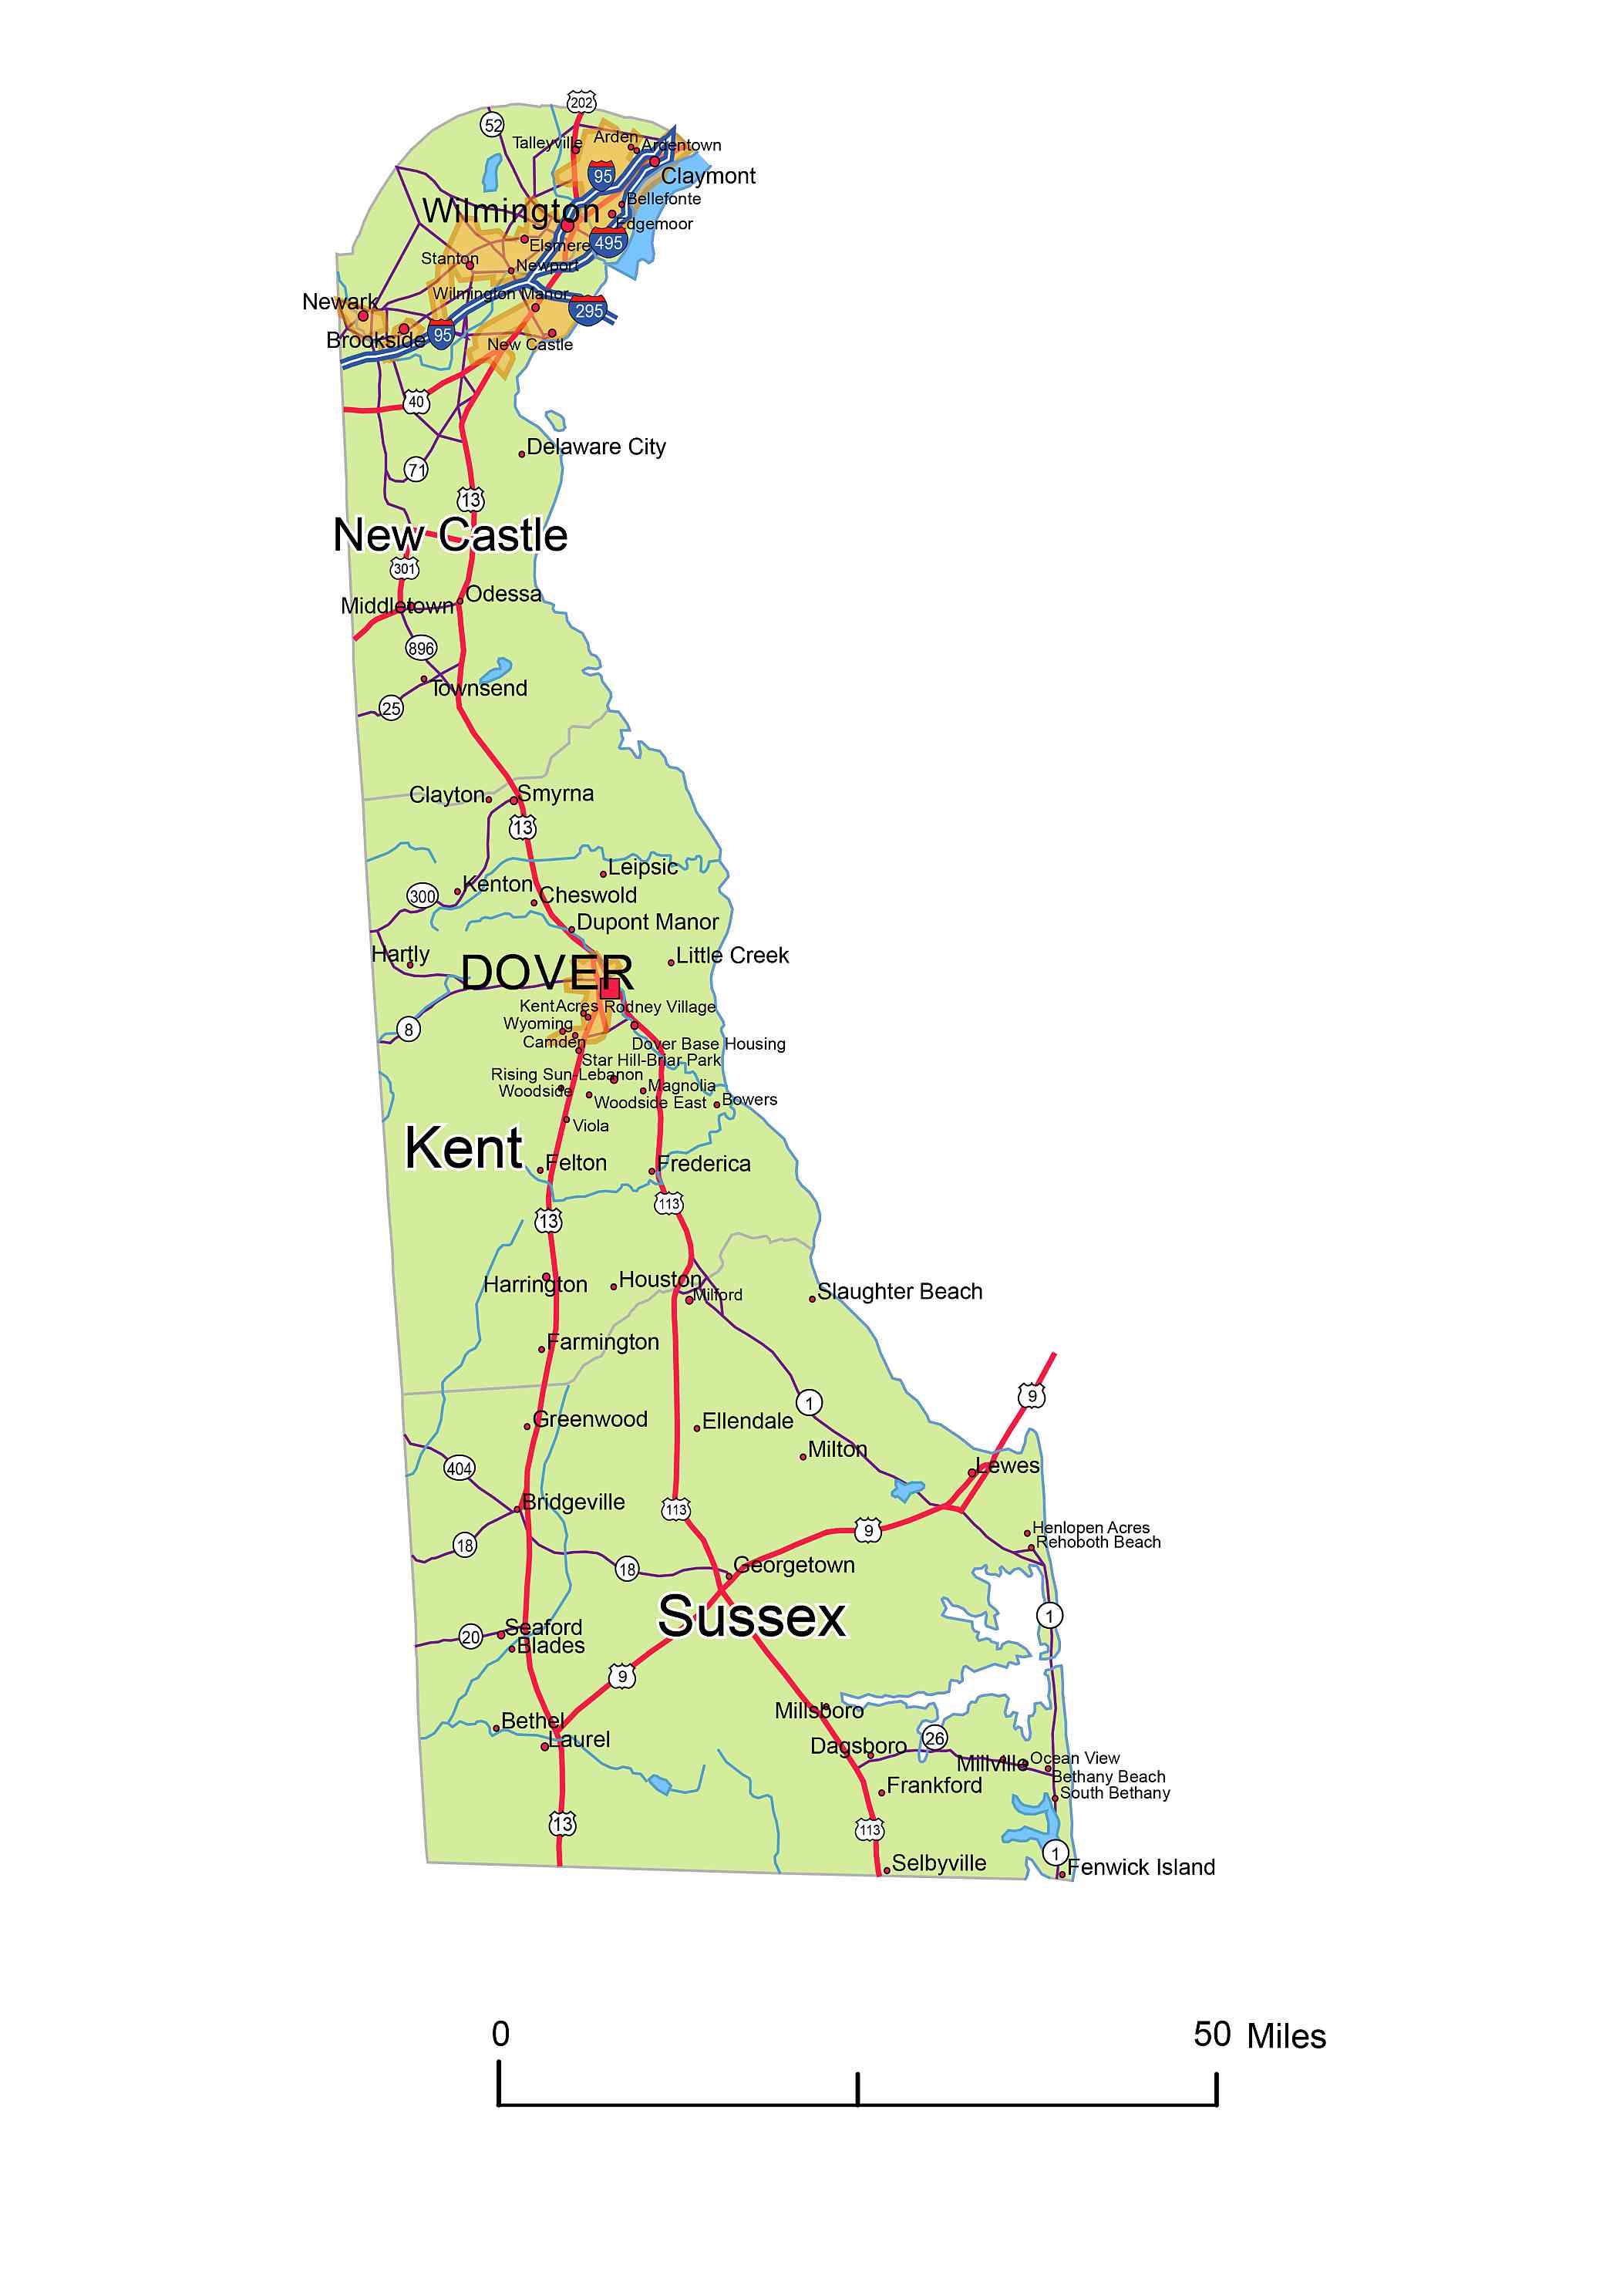 202
52
Talleyville
Arden
Ardentown
95
Claymont
Bellefonte
Wilmington
Edgemoor
Elsmere
495
Stanton
Newport
Wilmington Manor
Newark
295
Brookside
95
New Castle
40
Delaware City
71
13
New Castle
301
Odessa
Middletown
896
Townsend
25
Clayton
Smyrna
13
Leipsic
Kenton
300
Cheswold
Dupont Manor
Hartly
Little Creek
DOVER
KentAcres
Rodney Village
Wyoming
8
Camden
Dover Base Housing
Star Hill-Briar Park
Rising Sun-Lebanon
Magnolia
Woodside
Woodside East
Bowers
Viola
Kent
Felton
Frederica
113
13
Harrington
Houston
Milford
Slaughter Beach
Farmington
9
1
Greenwood
Ellendale
Milton
404
Lewes
Bridgeville
113
9
Henlopen Acres
18
Rehoboth Beach
18
Georgetown
Sussex
1
Seaford
20
Blades
9
Millsboro
Bethel
26
Laurel
Dagsboro
Millville
Ocean View
Bethany Beach
Frankford
South Bethany
13
113
1
Selbyville
Fenwick Island
0
50 Miles